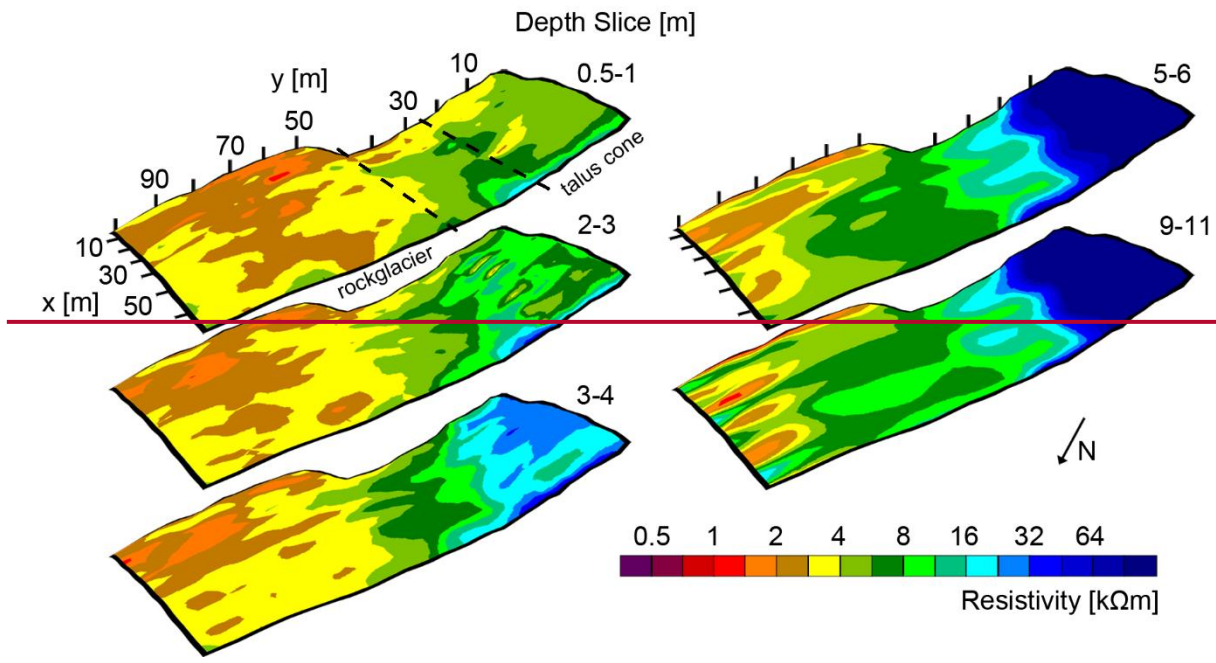 Depth Slice [m]
y [m]
10
30
50
70
90
0.5-1
talus cone
rockglacier
10
30
50
x [m]
2-3
3-4
5-6
9-11
N
0.5 1 2 4 8 16 32 64
Resistivity [kΩm]